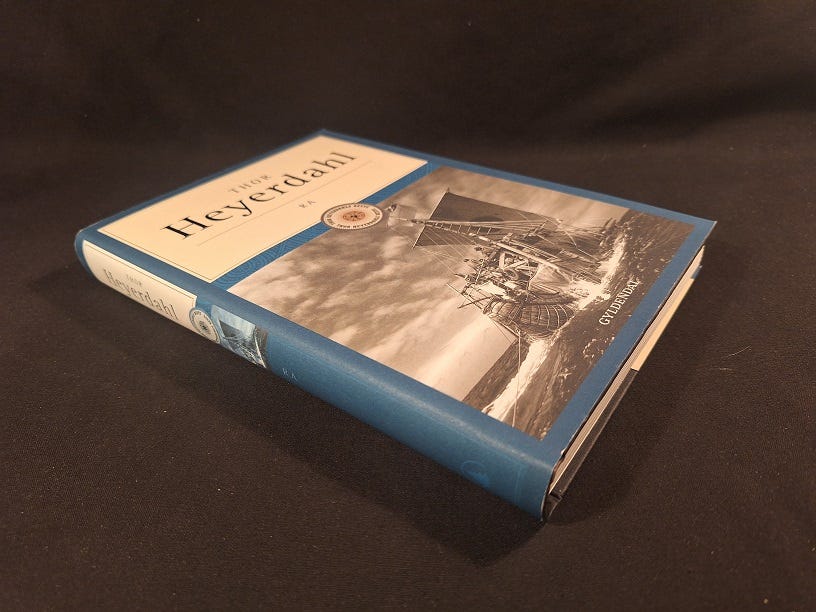 THOR
Heyerdahl
RA
GYLDENDAL
THOR
Heyerdahl
RA